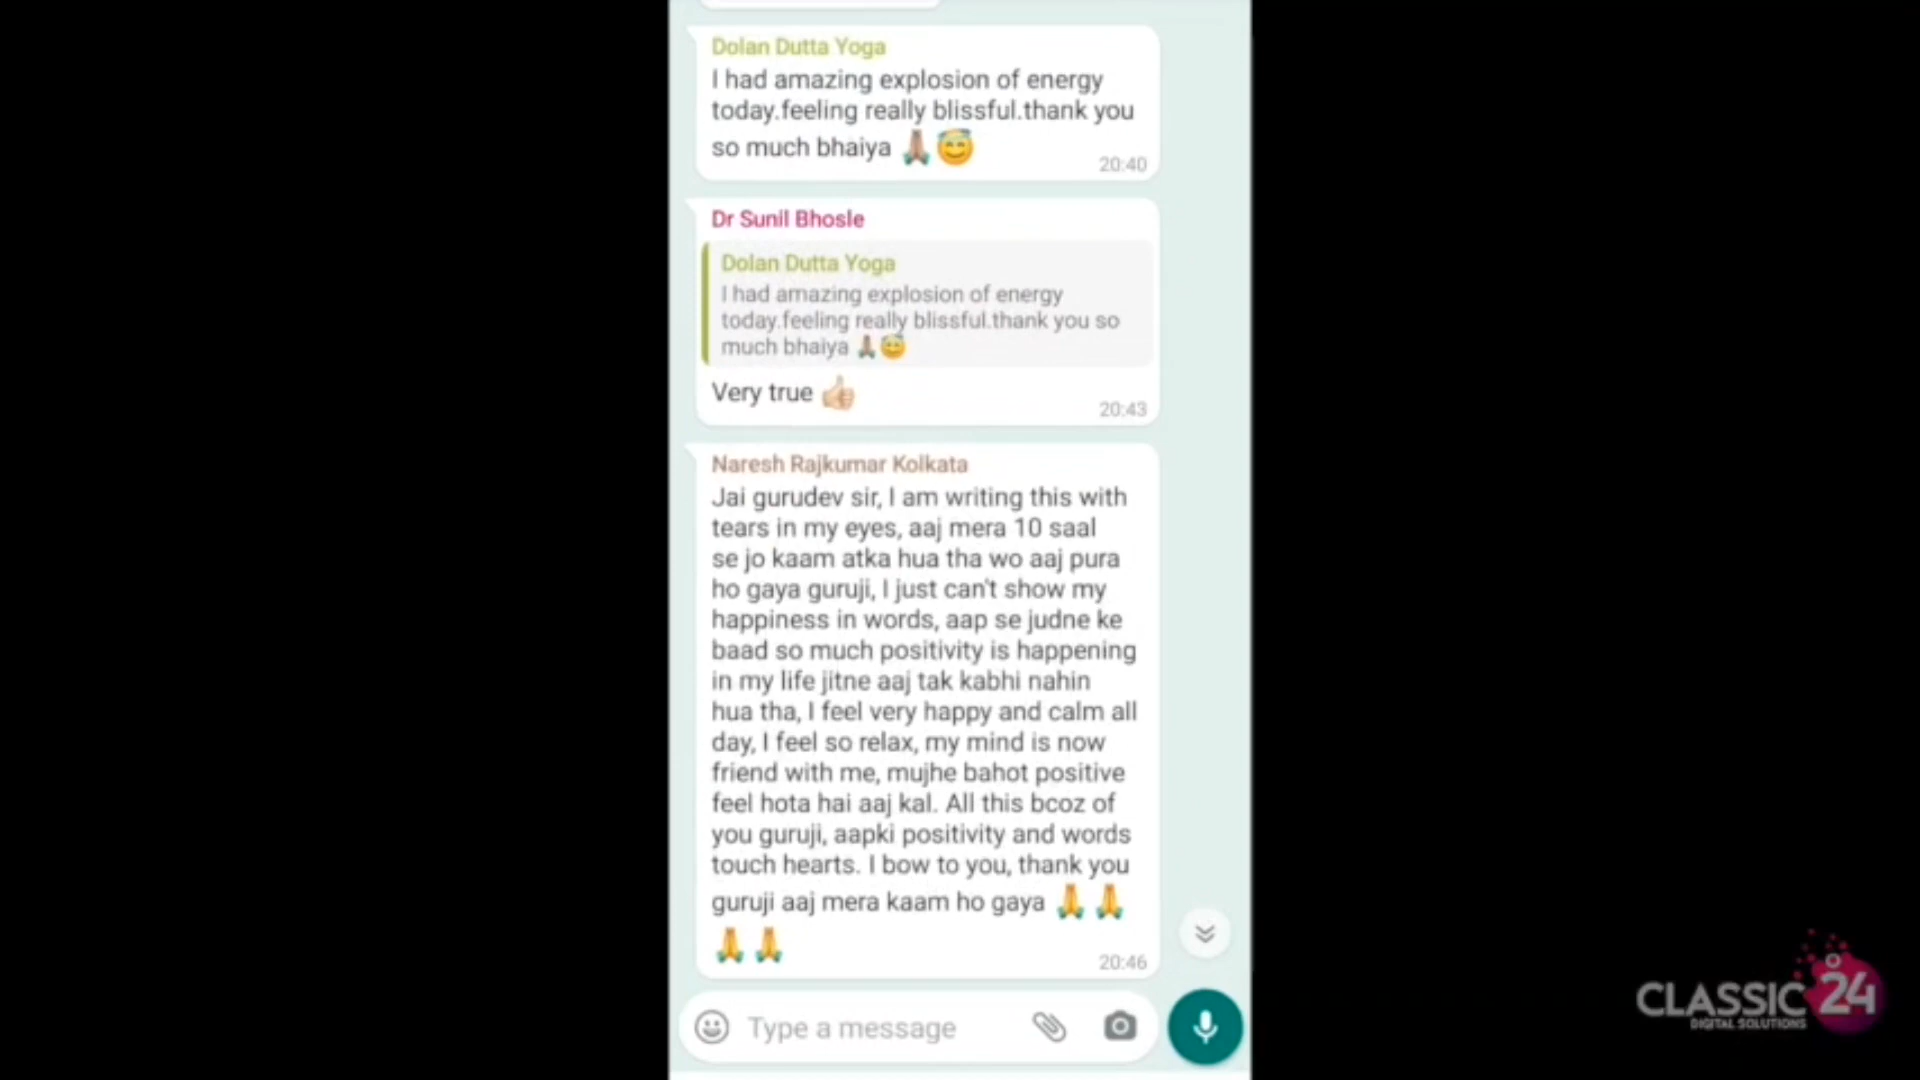 Dolan Dutta Yoga
I had amazing explosion of energy
today.feeling really blissful.thank you
so much bhaiya 🙏😇
20:40
Dr Sunil Bhosle
Dolan Dutta Yoga
I had amazing explosion of energy
today.feeling really blissful.thank you so
much bhaiya 🙏😇
Very true 👍
20:43
Naresh Rajkumar Kolkata
Jai gurudev sir, I am writing this with
tears in my eyes, aaj mera 10 saal
se jo kaam atka hua tha wo aaj pura
ho gaya guruji, I just can't show my
happiness in words, aap se judne ke
baad so much positivity is happening
in my life jitne aaj tak kabhi nahin
hua tha, I feel very happy and calm all
day, I feel so relax, my mind is now
friend with me, mujhe bahot positive
feel hota hai aaj kal. All this bcoz of
you guruji, aapki positivity and words
touch hearts. I bow to you, thank you
guruji aaj mera kaam ho gaya 🙏🙏
🙏🙏
20:46
Type a message
CLASSIC 24
DIGITAL SOLUTIONS